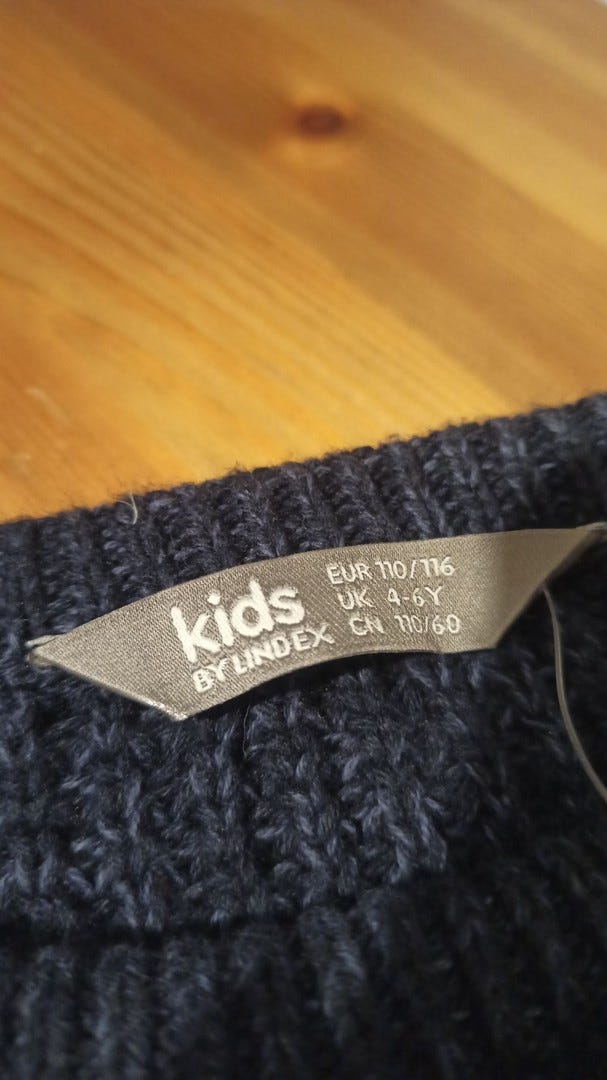 kids
BY LINDEX
EUR 110/116
UK 4-6Y
CN 110/60